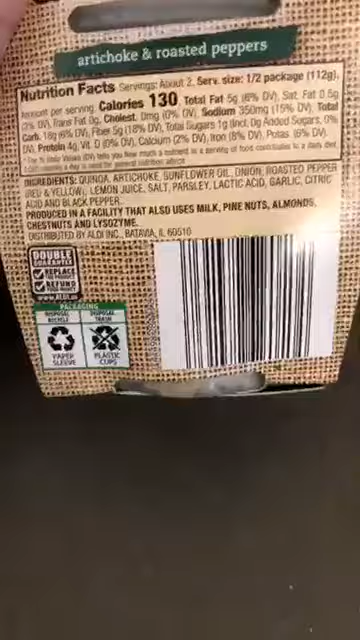 artichoke & roasted peppers
Nutrition Facts Servings: About 2, Serv. size: 1/2 package (112g),
Amount per serving: Calories 130, Total Fat 5g (6% DV), Sat. Fat 0.5g
(3% DV), Trans Fat 0g, Cholest. 0mg (0% DV), Sodium 350mg (15% DV), Total
Carb. 18g (6% DV), Fiber 5g (18% DV), Total Sugars 1g (Incl. 0g Added Sugars, 0%
DV), Protein 4g, Vit. D (0% DV), Calcium (2% DV), Iron (8% DV), Potas. (6% DV).
INGREDIENTS: QUINOA, ARTICHOKE, SUNFLOWER OIL, ONION, ROASTED PEPPER
(RED & YELLOW), LEMON JUICE, SALT, PARSLEY, LACTIC ACID, GARLIC, CITRIC
ACID AND BLACK PEPPER.
PRODUCED IN A FACILITY THAT ALSO USES MILK, PINE NUTS, ALMONDS,
CHESTNUTS AND LYSOZYME.
DISTRIBUTED BY ALDI INC., BATAVIA, IL 60510
DOUBLE
GUARANTEE
REPLACE
REFUND
PACKAGING
PAPER
SLEEVE
PLASTIC
CUPS